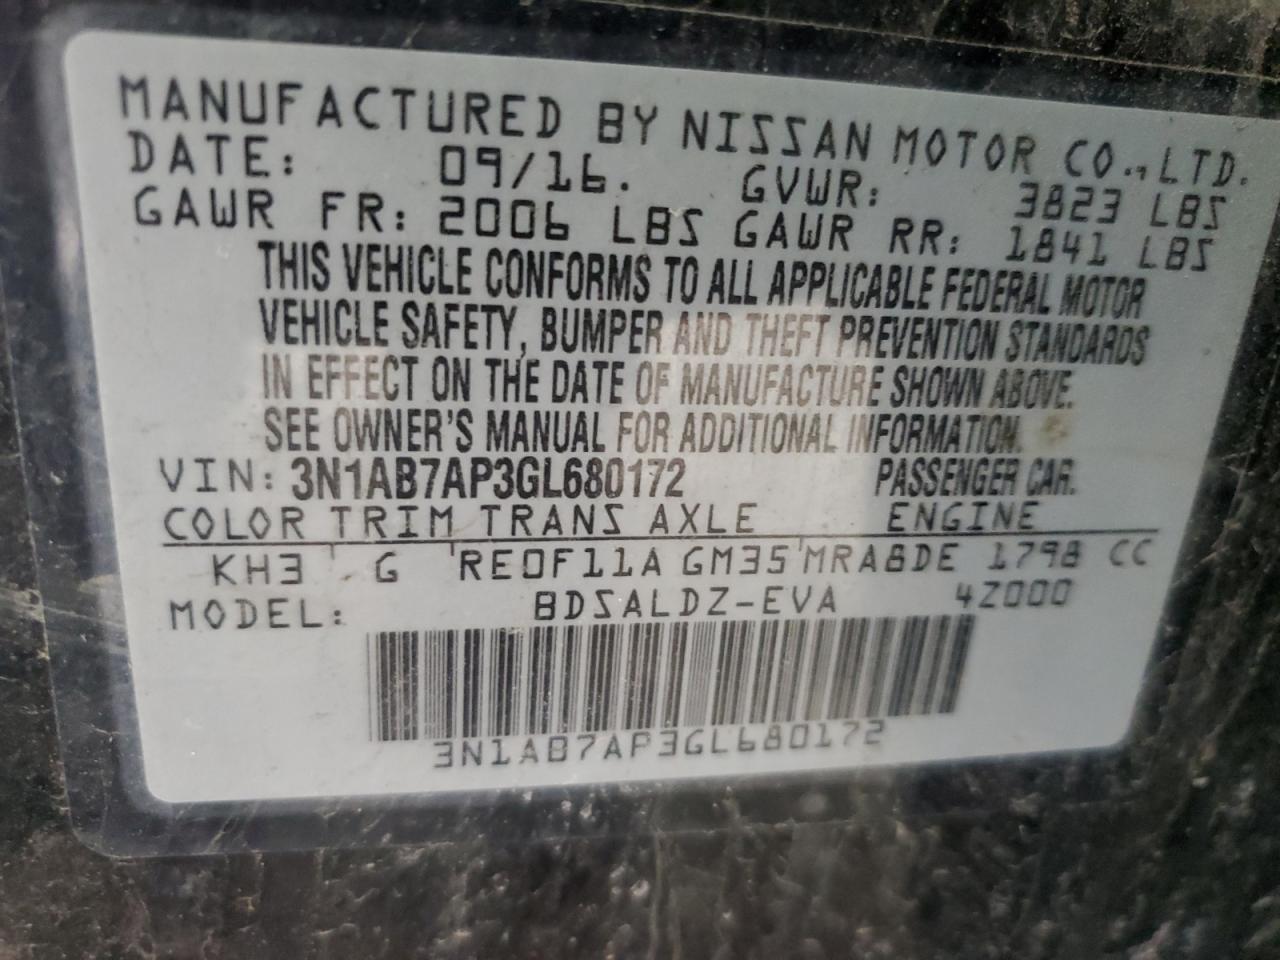 MANUFACTURED BY NISSAN MOTOR CO., LTD.
DATE: 09/16. GVWR: 3823 LBS
GAWR FR: 2006 LBS GAWR RR: 1841 LBS
THIS VEHICLE CONFORMS TO ALL APPLICABLE FEDERAL MOTOR
VEHICLE SAFETY, BUMPER AND THEFT PREVENTION STANDARDS
IN EFFECT ON THE DATE OF MANUFACTURE SHOWN ABOVE.
SEE OWNER'S MANUAL FOR ADDITIONAL INFORMATION.
VIN: 3N1AB7AP3GL680172 PASSENGER CAR.
COLOR TRIM TRANS AXLE ENGINE
KH3 G RE0F11A GM35 MRA8DE 1798 CC
MODEL: BDSALDZ-EVA 4Z000
3N1AB7AP3GL680172